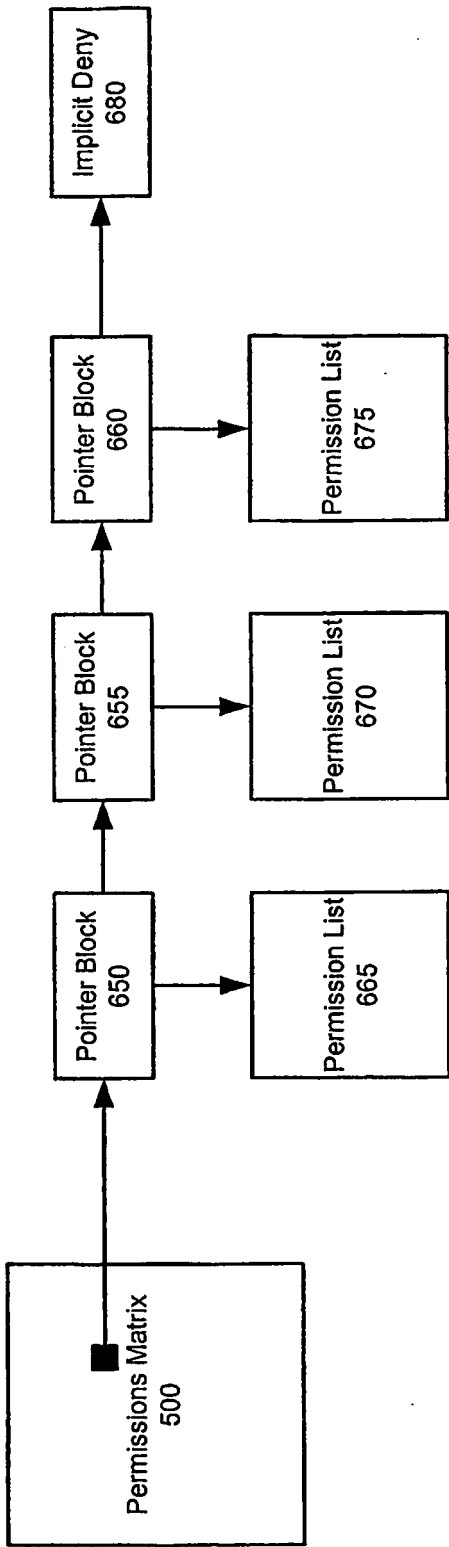 Permissions Matrix
500
Pointer Block
650
Pointer Block
655
Pointer Block
660
Implicit Deny
680
Permission List
665
Permission List
670
Permission List
675